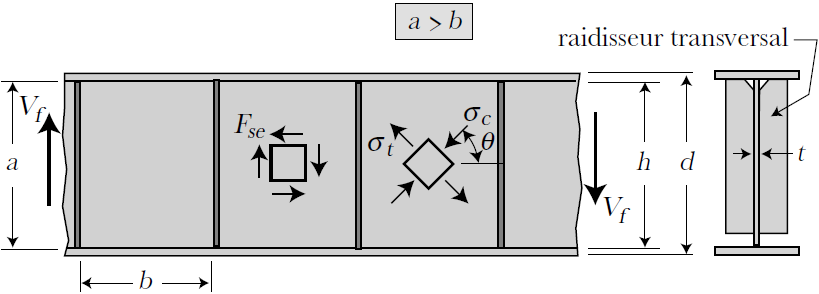 a > b
raidisseur transversal
V_f
a
F_se
σ_t
σ_c
θ
h
d
t
V_f
b